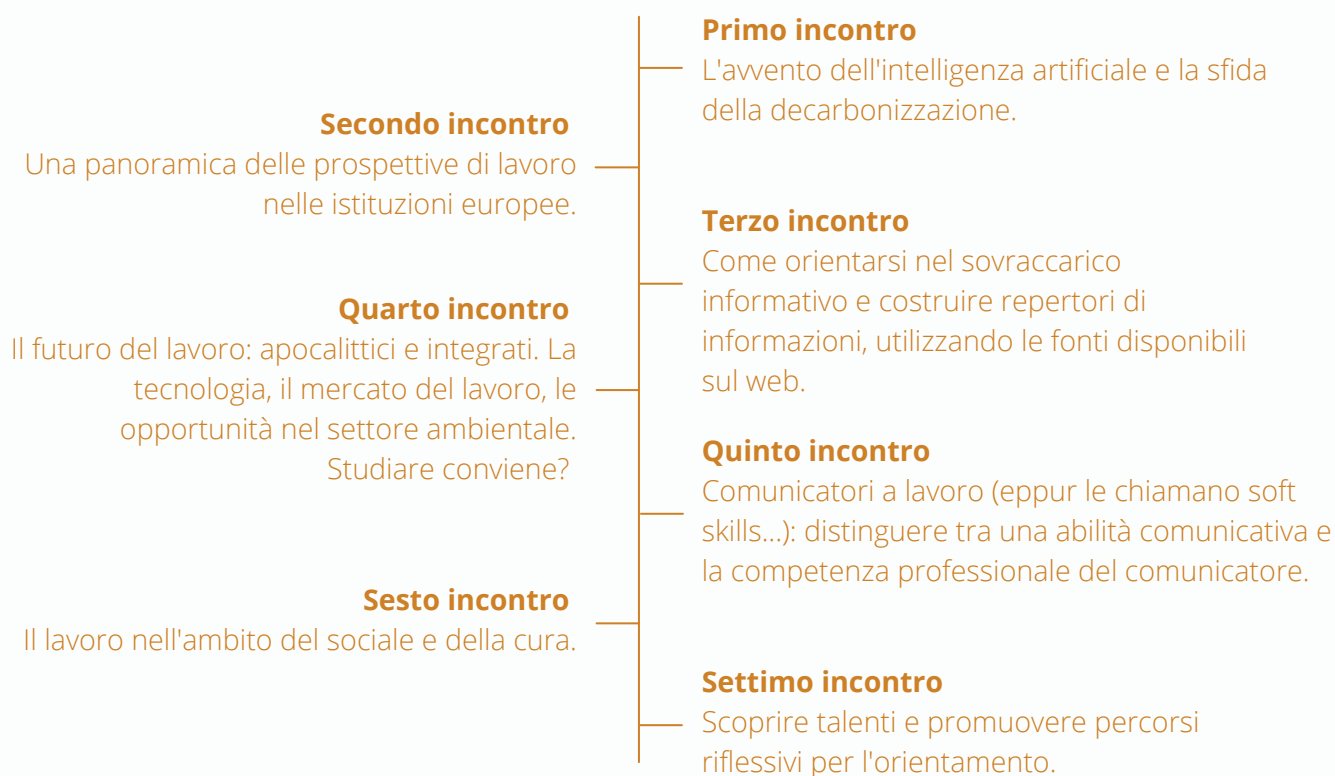 Primo incontro
L'avvento dell'intelligenza artificiale e la sfida
della decarbonizzazione.
Secondo incontro
Una panoramica delle prospettive di lavoro
nelle istituzioni europee.
Terzo incontro
Come orientarsi nel sovraccarico
informativo e costruire repertori di
informazioni, utilizzando le fonti disponibili
sul web.
Quarto incontro
Il futuro del lavoro: apocalittici e integrati. La
tecnologia, il mercato del lavoro, le
opportunità nel settore ambientale.
Studiare conviene?
Quinto incontro
Comunicatori a lavoro (eppur le chiamano soft
skills...): distinguere tra una abilità comunicativa e
la competenza professionale del comunicatore.
Sesto incontro
Il lavoro nell'ambito del sociale e della cura.
Settimo incontro
Scoprire talenti e promuovere percorsi
riflessivi per l'orientamento.